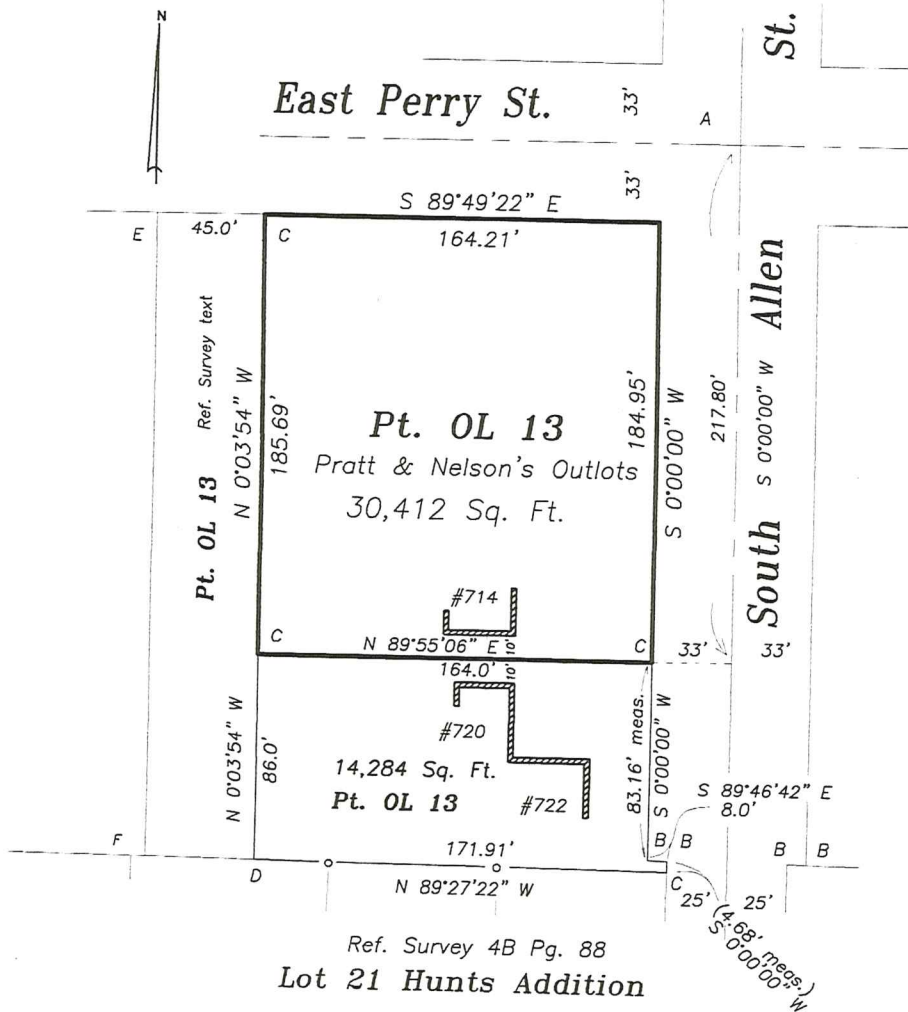 N
East Perry St.
South Allen St.
33'
A
33'
S 89°49'22" E
164.21'
E
45.0'
C
Pt. OL 13 Ref. Survey text
N 0°03'54" W
185.69'
184.95'
S 0°00'00" W
217.80'
S 0°00'00" W
Pt. OL 13
Pratt & Nelson's Outlots
30,412 Sq. Ft.
#714
C
N 89°55'06" E
10'
C
33'
33'
164.0'
10'
#720
14,284 Sq. Ft.
Pt. OL 13
#722
N 0°03'54" W
86.0'
83.16' meas.
S 0°00'00" W
S 89°46'42" E
8.0'
F
D
171.91'
N 89°27'22" W
B B
B B
C
25'
25'
(4.68' meas.)
S 0°00'00" W
Ref. Survey 4B Pg. 88
Lot 21 Hunts Addition